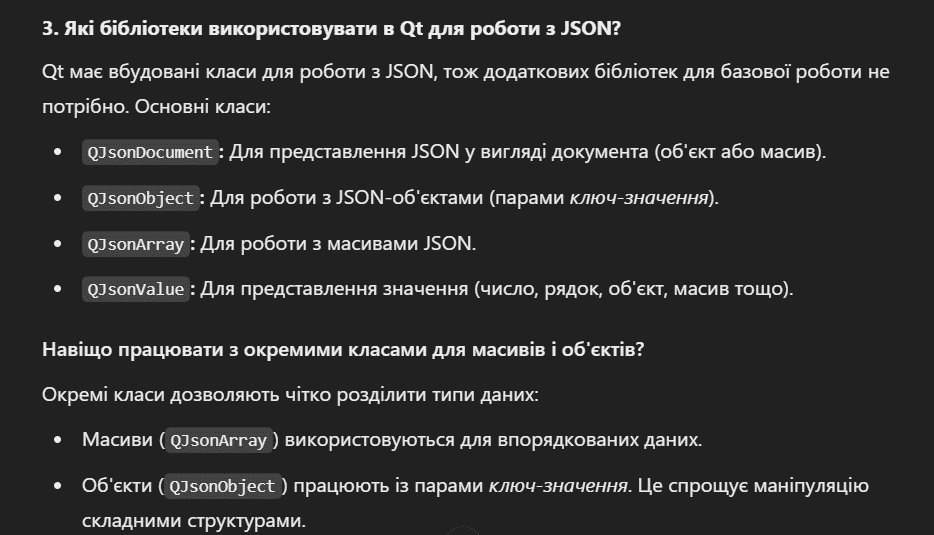 3. Які бібліотеки використовувати в Qt для роботи з JSON?
Qt має вбудовані класи для роботи з JSON, тож додаткових бібліотек для базової роботи не
потрібно. Основні класи:
• QJsonDocument: Для представлення JSON у вигляді документа (об'єкт або масив).
• QJsonObject: Для роботи з JSON-об'єктами (парами ключ-значення).
• QJsonArray: Для роботи з масивами JSON.
• QJsonValue: Для представлення значення (число, рядок, об'єкт, масив тощо).
Навіщо працювати з окремими класами для масивів і об'єктів?
Окремі класи дозволяють чітко розділити типи даних:
• Масиви (QJsonArray) використовуються для впорядкованих даних.
• Об'єкти (QJsonObject) працюють із парами ключ-значення. Це спрощує маніпуляцію
складними структурами.